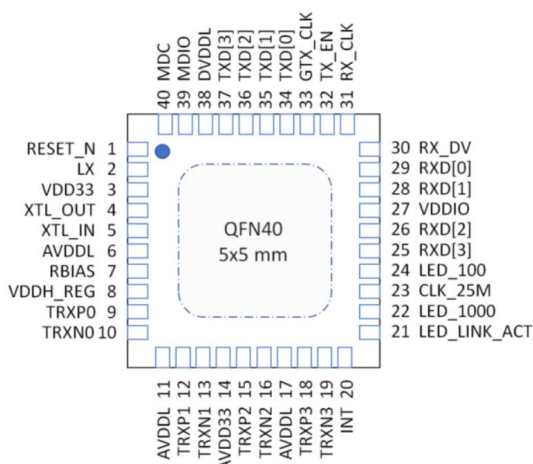 40 MDC
39 MDIO
38 DVDDL
37 TXD[3]
36 TXD[2]
35 TXD[1]
34 TXD[0]
33 GTX_CLK
32 TX_EN
31 RX_CLK
RESET_N 1
LX 2
VDD33 3
XTL_OUT 4
XTL_IN 5
AVDDL 6
RBIAS 7
VDDH_REG 8
TRXP0 9
TRXN0 10
QFN40
5x5 mm
30 RX_DV
29 RXD[0]
28 RXD[1]
27 VDDIO
26 RXD[2]
25 RXD[3]
24 LED_100
23 CLK_25M
22 LED_1000
21 LED_LINK_ACT
AVDDL 11
TRXP1 12
TRXN1 13
AVDD33 14
TRXP2 15
TRXN2 16
AVDDL 17
TRXP3 18
TRXN3 19
INT 20